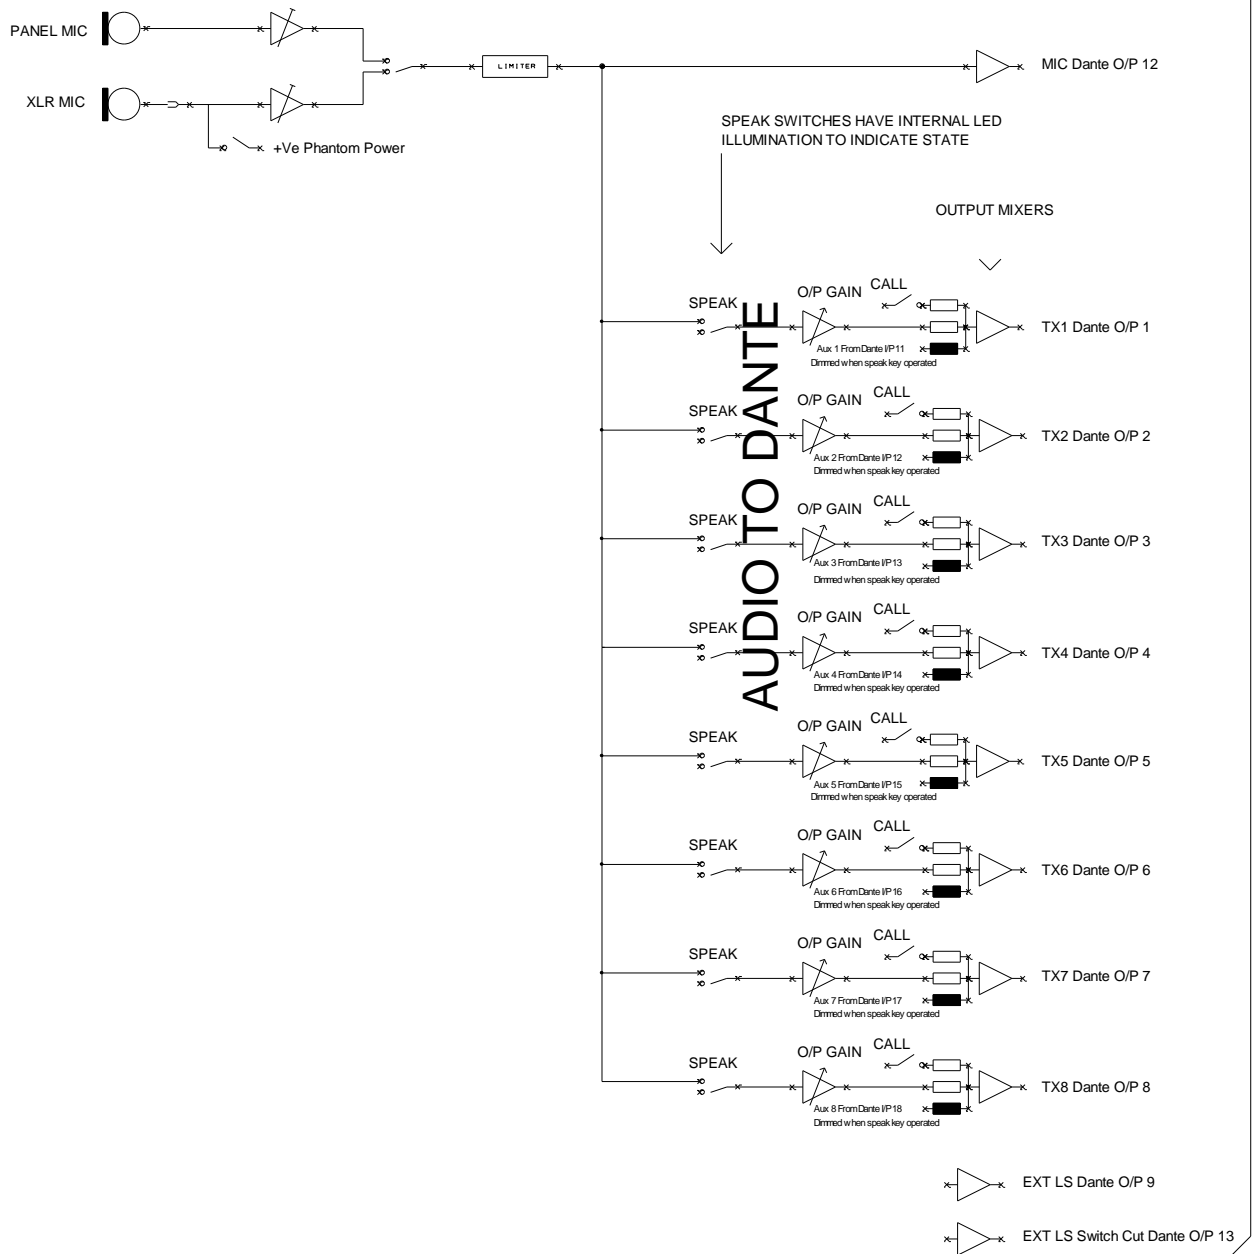 PANEL MIC
LIMITER
MIC Dante O/P 12
XLR MIC
+Ve Phantom Power
SPEAK SWITCHES HAVE INTERNAL LED
ILLUMINATION TO INDICATE STATE
OUTPUT MIXERS
AUDIO TO DANTE
SPEAK
O/P GAIN
CALL
TX1 Dante O/P 1
Aux 1 From Dante I/P 11
Dimmed when speak key operated
SPEAK
O/P GAIN
CALL
TX2 Dante O/P 2
Aux 2 From Dante I/P 12
Dimmed when speak key operated
SPEAK
O/P GAIN
CALL
TX3 Dante O/P 3
Aux 3 From Dante I/P 13
Dimmed when speak key operated
SPEAK
O/P GAIN
CALL
TX4 Dante O/P 4
Aux 4 From Dante I/P 14
Dimmed when speak key operated
SPEAK
O/P GAIN
CALL
TX5 Dante O/P 5
Aux 5 From Dante I/P 15
Dimmed when speak key operated
SPEAK
O/P GAIN
CALL
TX6 Dante O/P 6
Aux 6 From Dante I/P 16
Dimmed when speak key operated
SPEAK
O/P GAIN
CALL
TX7 Dante O/P 7
Aux 7 From Dante I/P 17
Dimmed when speak key operated
SPEAK
O/P GAIN
CALL
TX8 Dante O/P 8
Aux 8 From Dante I/P 18
Dimmed when speak key operated
EXT LS Dante O/P 9
EXT LS Switch Cut Dante O/P 13